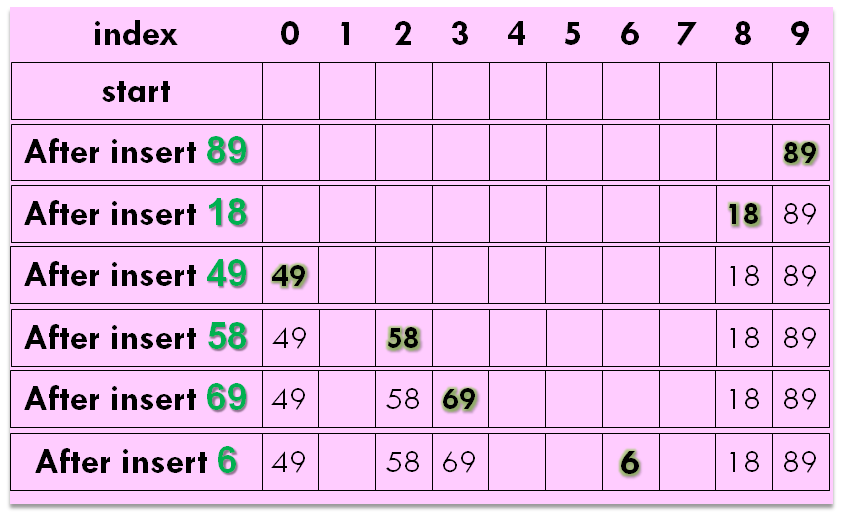 index 0 1 2 3 4 5 6 7 8 9
start
After insert 89 89
After insert 18 18 89
After insert 49 49 18 89
After insert 58 49 58 18 89
After insert 69 49 58 69 18 89
After insert 6 49 58 69 6 18 89